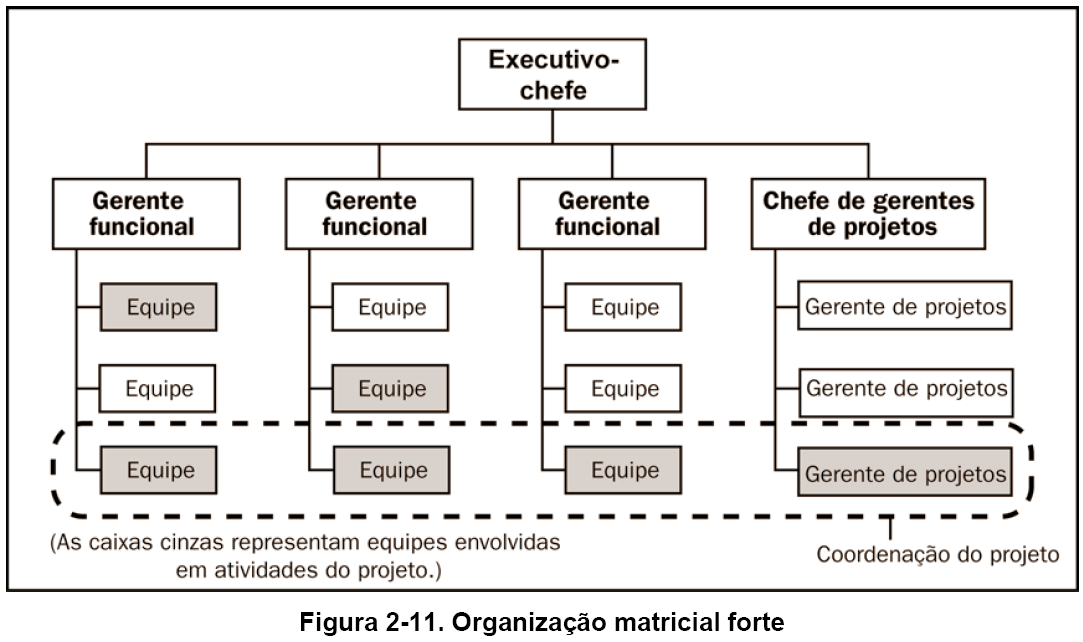 Executivo-
chefe
Gerente
funcional
Gerente
funcional
Gerente
funcional
Chefe de gerentes
de projetos
Equipe
Equipe
Equipe
Gerente de projetos
Equipe
Equipe
Equipe
Gerente de projetos
Equipe
Equipe
Equipe
Gerente de projetos
(As caixas cinzas representam equipes envolvidas
em atividades do projeto.)
Coordenação do projeto
Figura 2-11. Organização matricial forte